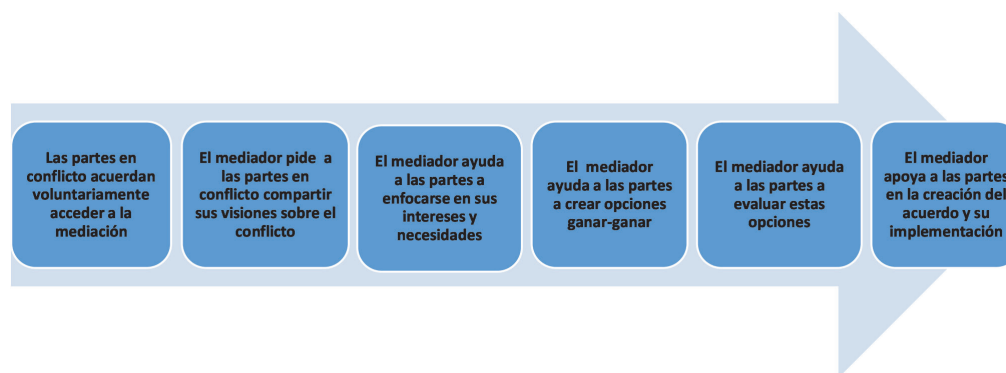 Las partes en
conflicto acuerdan
voluntariamente
acceder a la
mediación
El mediador pide a
las partes en
conflicto compartir
sus visiones sobre el
conflicto
El mediador ayuda
a las partes a
enfocarse en sus
intereses y
necesidades
El mediador
ayuda a las partes
a crear opciones
ganar-ganar
El mediador ayuda
a las partes a
evaluar estas
opciones
El mediador
apoya a las partes
en la creación del
acuerdo y su
implementación